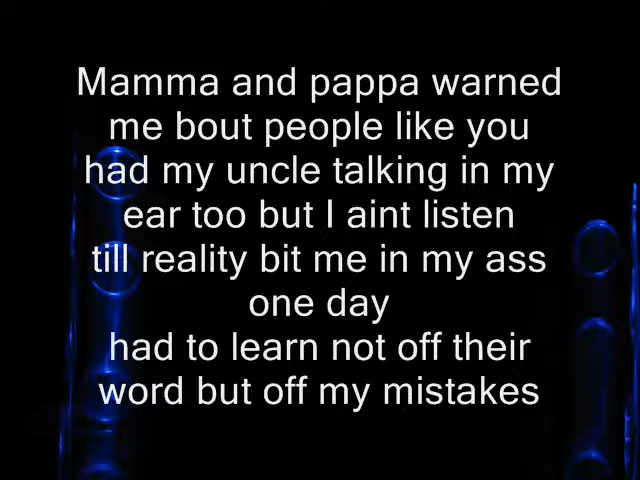 Mamma and pappa warned
me bout people like you
had my uncle talking in my
ear too but I aint listen
till reality bit me in my ass
one day
had to learn not off their
word but off my mistakes